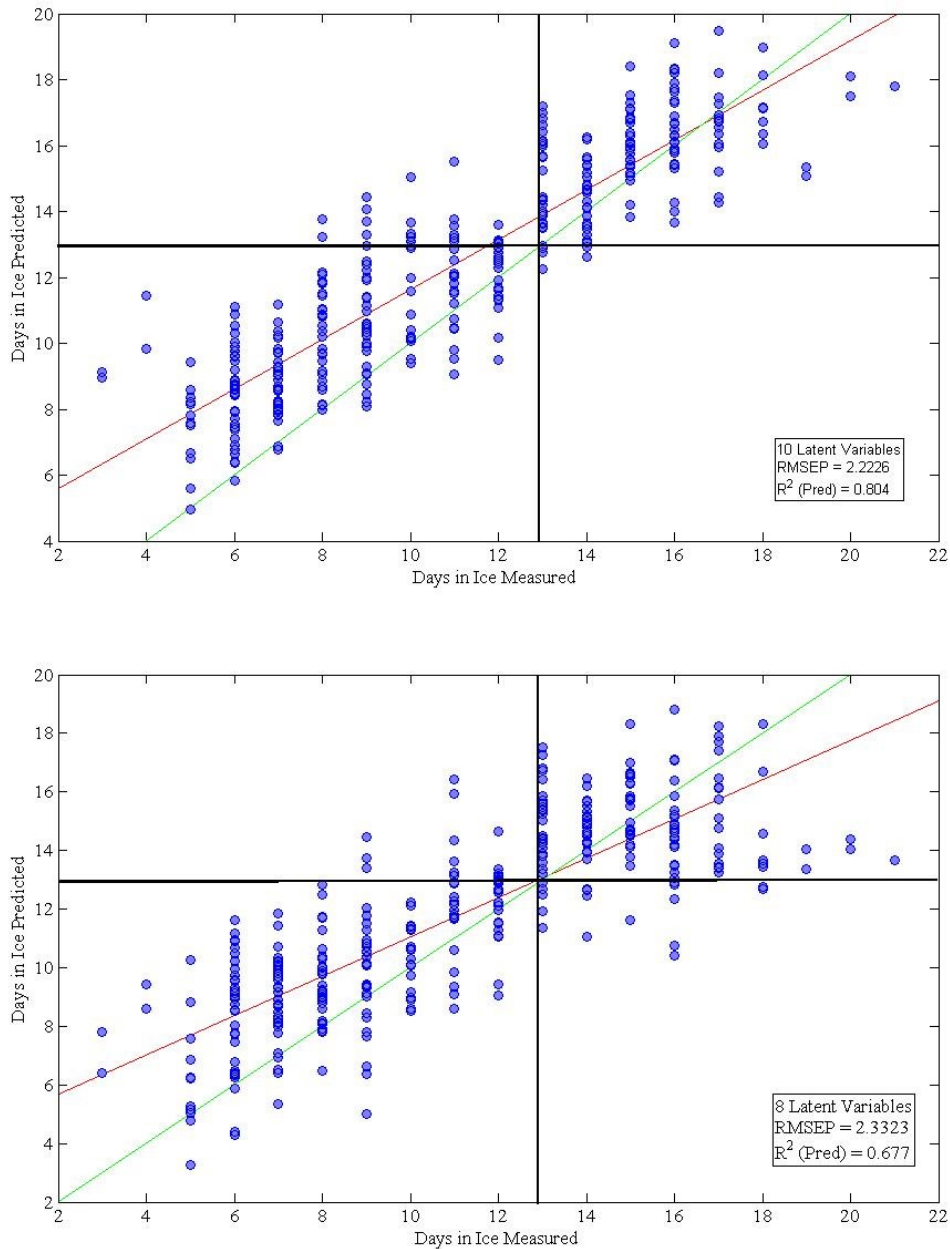 20
18
16
14
12
10
8
6
4
Days in Ice Predicted
10 Latent Variables
RMSEP = 2.2226
R² (Pred) = 0.804
2 4 6 8 10 12 14 16 18 20 22
Days in Ice Measured
20
18
16
14
12
10
8
6
4
2
Days in Ice Predicted
8 Latent Variables
RMSEP = 2.3323
R² (Pred) = 0.677
2 4 6 8 10 12 14 16 18 20 22
Days in Ice Measured